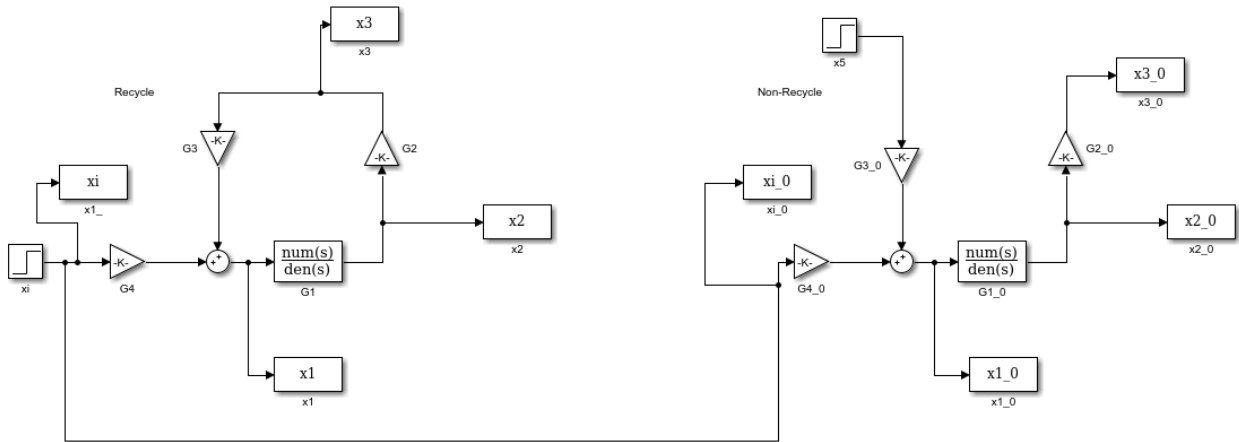 x3
x3
Recycle
G3
-K-
-K-
G2
xi
x1_
x2
x2
xi
-K-
G4
+
+
num(s)
den(s)
G1
x1
x1
x5
Non-Recycle
x3_0
x3_0
G3_0
-K-
-K-
G2_0
xi_0
xi_0
x2_0
x2_0
-K-
G4_0
+
+
num(s)
den(s)
G1_0
x1_0
x1_0